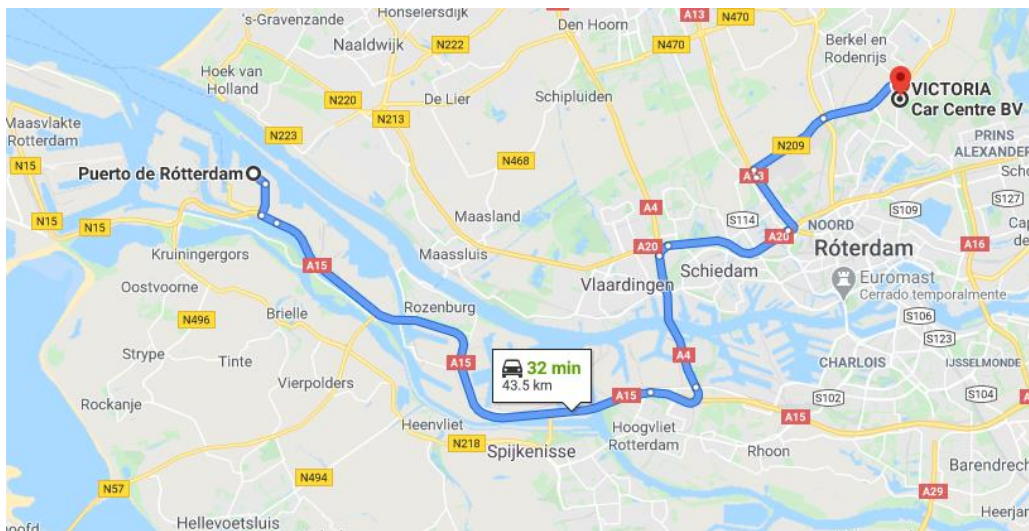 's-Gravenzande
Honselersdijk
Den Hoorn
A13
N470
Naaldwijk
N222
N470
Berkel en
Rodenrijs
Hoek van
Holland
De Lier
Schipluiden
VICTORIA
Car Centre BV
N220
N213
Maasvlakte
Rotterdam
N223
N209
PRINS
ALEXANDER
N15
Puerto de Rótterdam
N468
A13
S127
N15
N15
Maasland
A4
S114
NOORD
S109
A20
A20
A16
Kruiningergors
Maassluis
Schiedam
Róterdam
A15
Vlaardingen
Euromast
Cerrado temporalmente
Oostvoorne
Brielle
Rozenburg
N496
S106
S123
Strype
Tinte
A15
32 min
43.5 km
A4
CHARLOIS
IJSSELMONDE
Vierpolders
A15
S102
S104
Rockanje
Heenvliet
A15
Hoogvliet
Rotterdam
N218
Spijkenisse
Rhoon
Barendrecht
N57
N494
A29
Hellevoetsluis